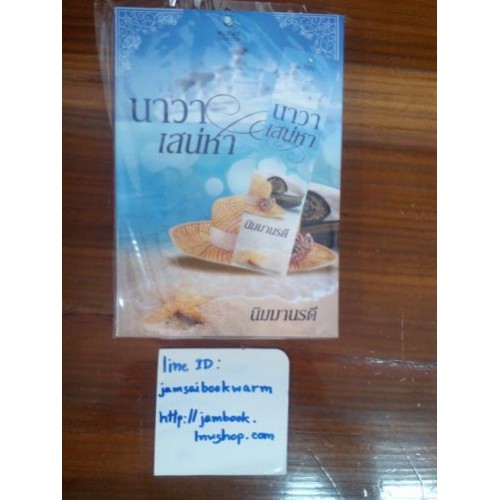 นาวา
เสน่หา
นาวา
เสน่หา
นิมมานรดี
นิมมานรดี
line ID:
jamsaibookwarm
http://jambook.
lnwshop.com